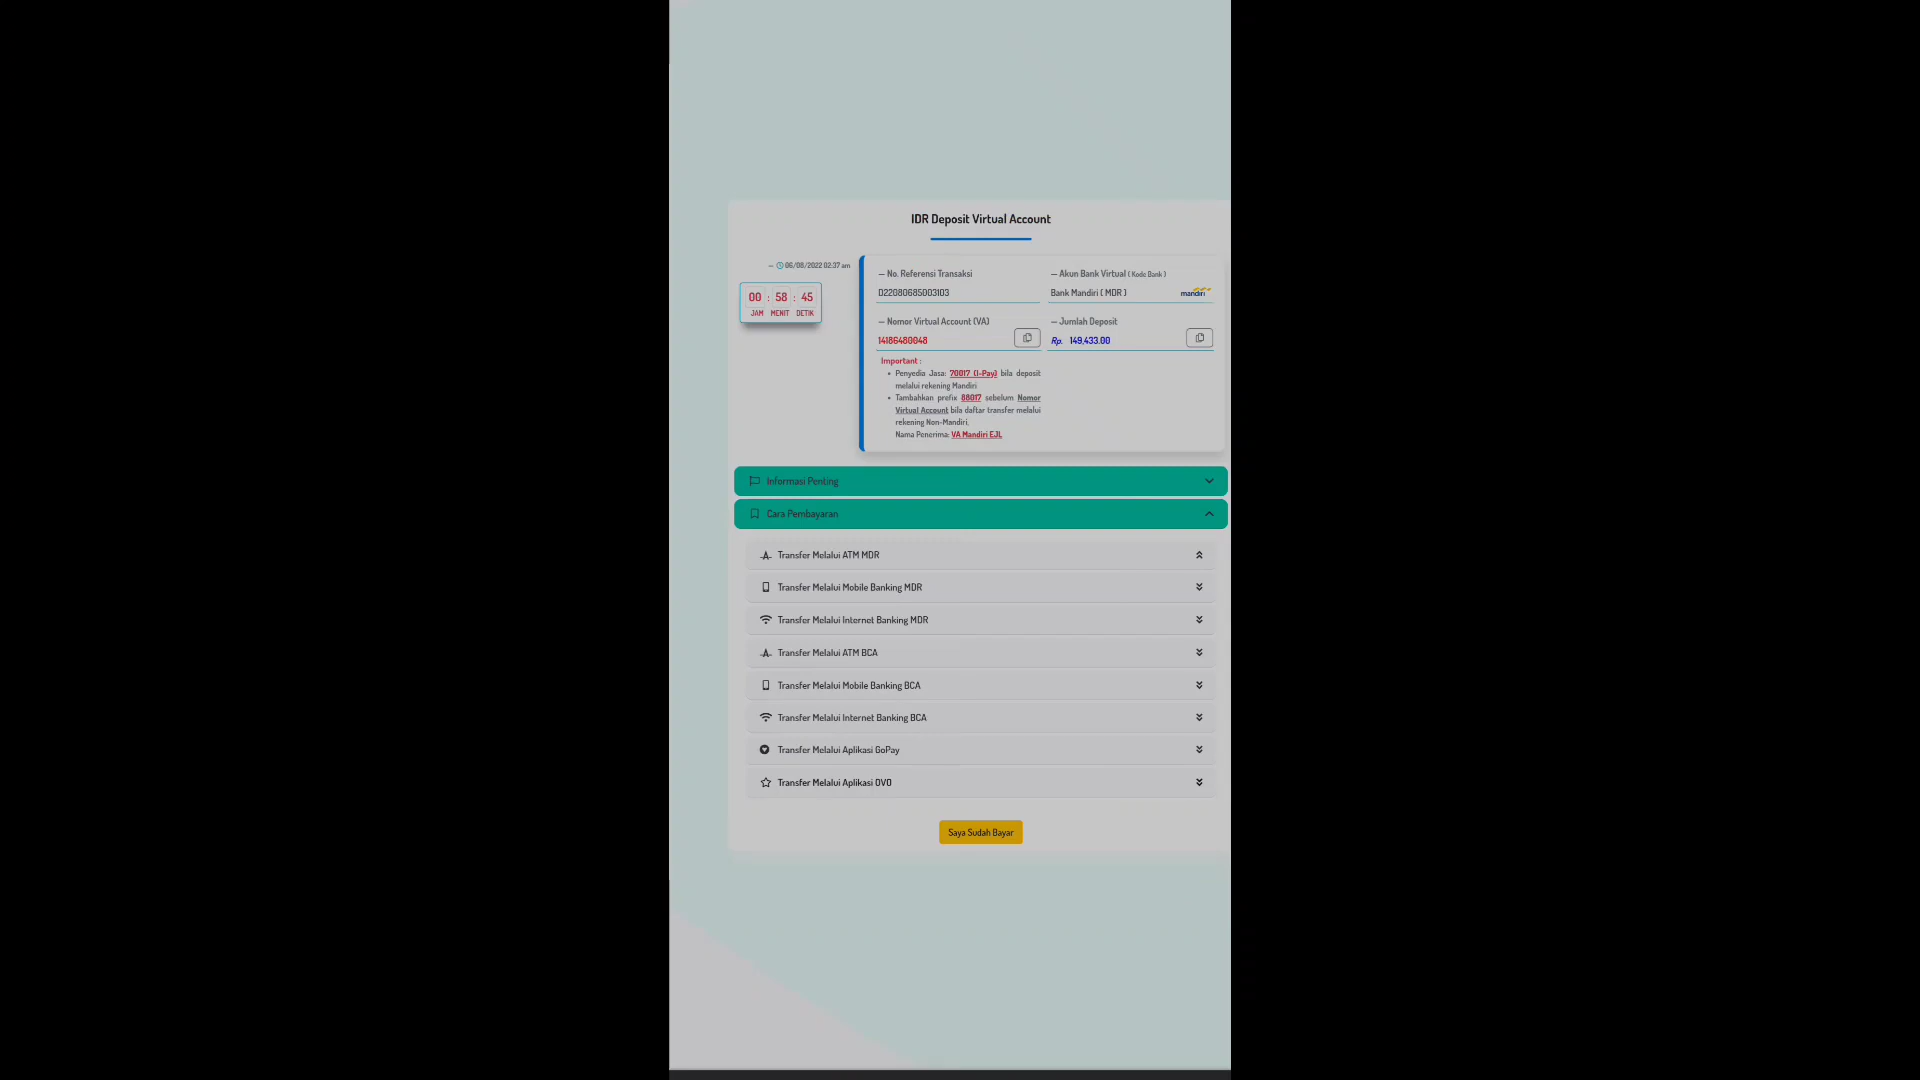 IDR Deposit Virtual Account
— 06/08/2022 02:37 am
00 : 58 : 45
JAM MENIT DETIK
— No. Referensi Transaksi
D22080685003103
— Akun Bank Virtual ( Kode Bank )
Bank Mandiri ( MDR )
mandiri
— Nomor Virtual Account (VA)
14186480048
— Jumlah Deposit
Rp. 149,433.00
Important :
• Penyedia Jasa: 70017 (I-Pay) bila deposit
melalui rekening Mandiri
• Tambahkan prefix 88017 sebelum Nomor
Virtual Account bila daftar transfer melalui
rekening Non-Mandiri,
Nama Penerima: VA Mandiri EJL
Informasi Penting
Cara Pembayaran
Transfer Melalui ATM MDR
Transfer Melalui Mobile Banking MDR
Transfer Melalui Internet Banking MDR
Transfer Melalui ATM BCA
Transfer Melalui Mobile Banking BCA
Transfer Melalui Internet Banking BCA
Transfer Melalui Aplikasi GoPay
Transfer Melalui Aplikasi OVO
Saya Sudah Bayar